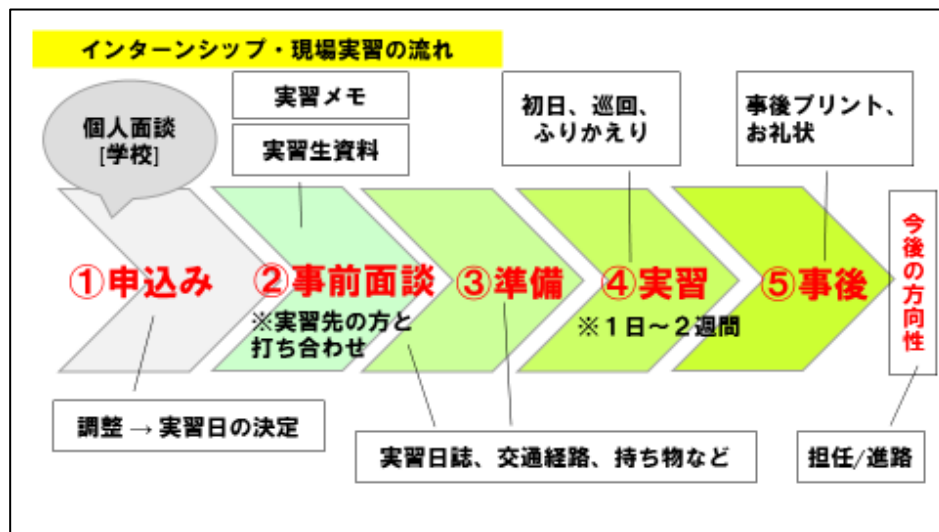 インターンシップ・現場実習の流れ
個人面談
[学校]
実習メモ
実習生資料
初日、巡回、
ふりかえり
事後プリント、
お礼状
①申込み
②事前面談
※実習先の方と
打ち合わせ
③準備
④実習
※１日～２週間
⑤事後
今後の方向性
調整 → 実習日の決定
実習日誌、交通経路、持ち物など
担任/進路